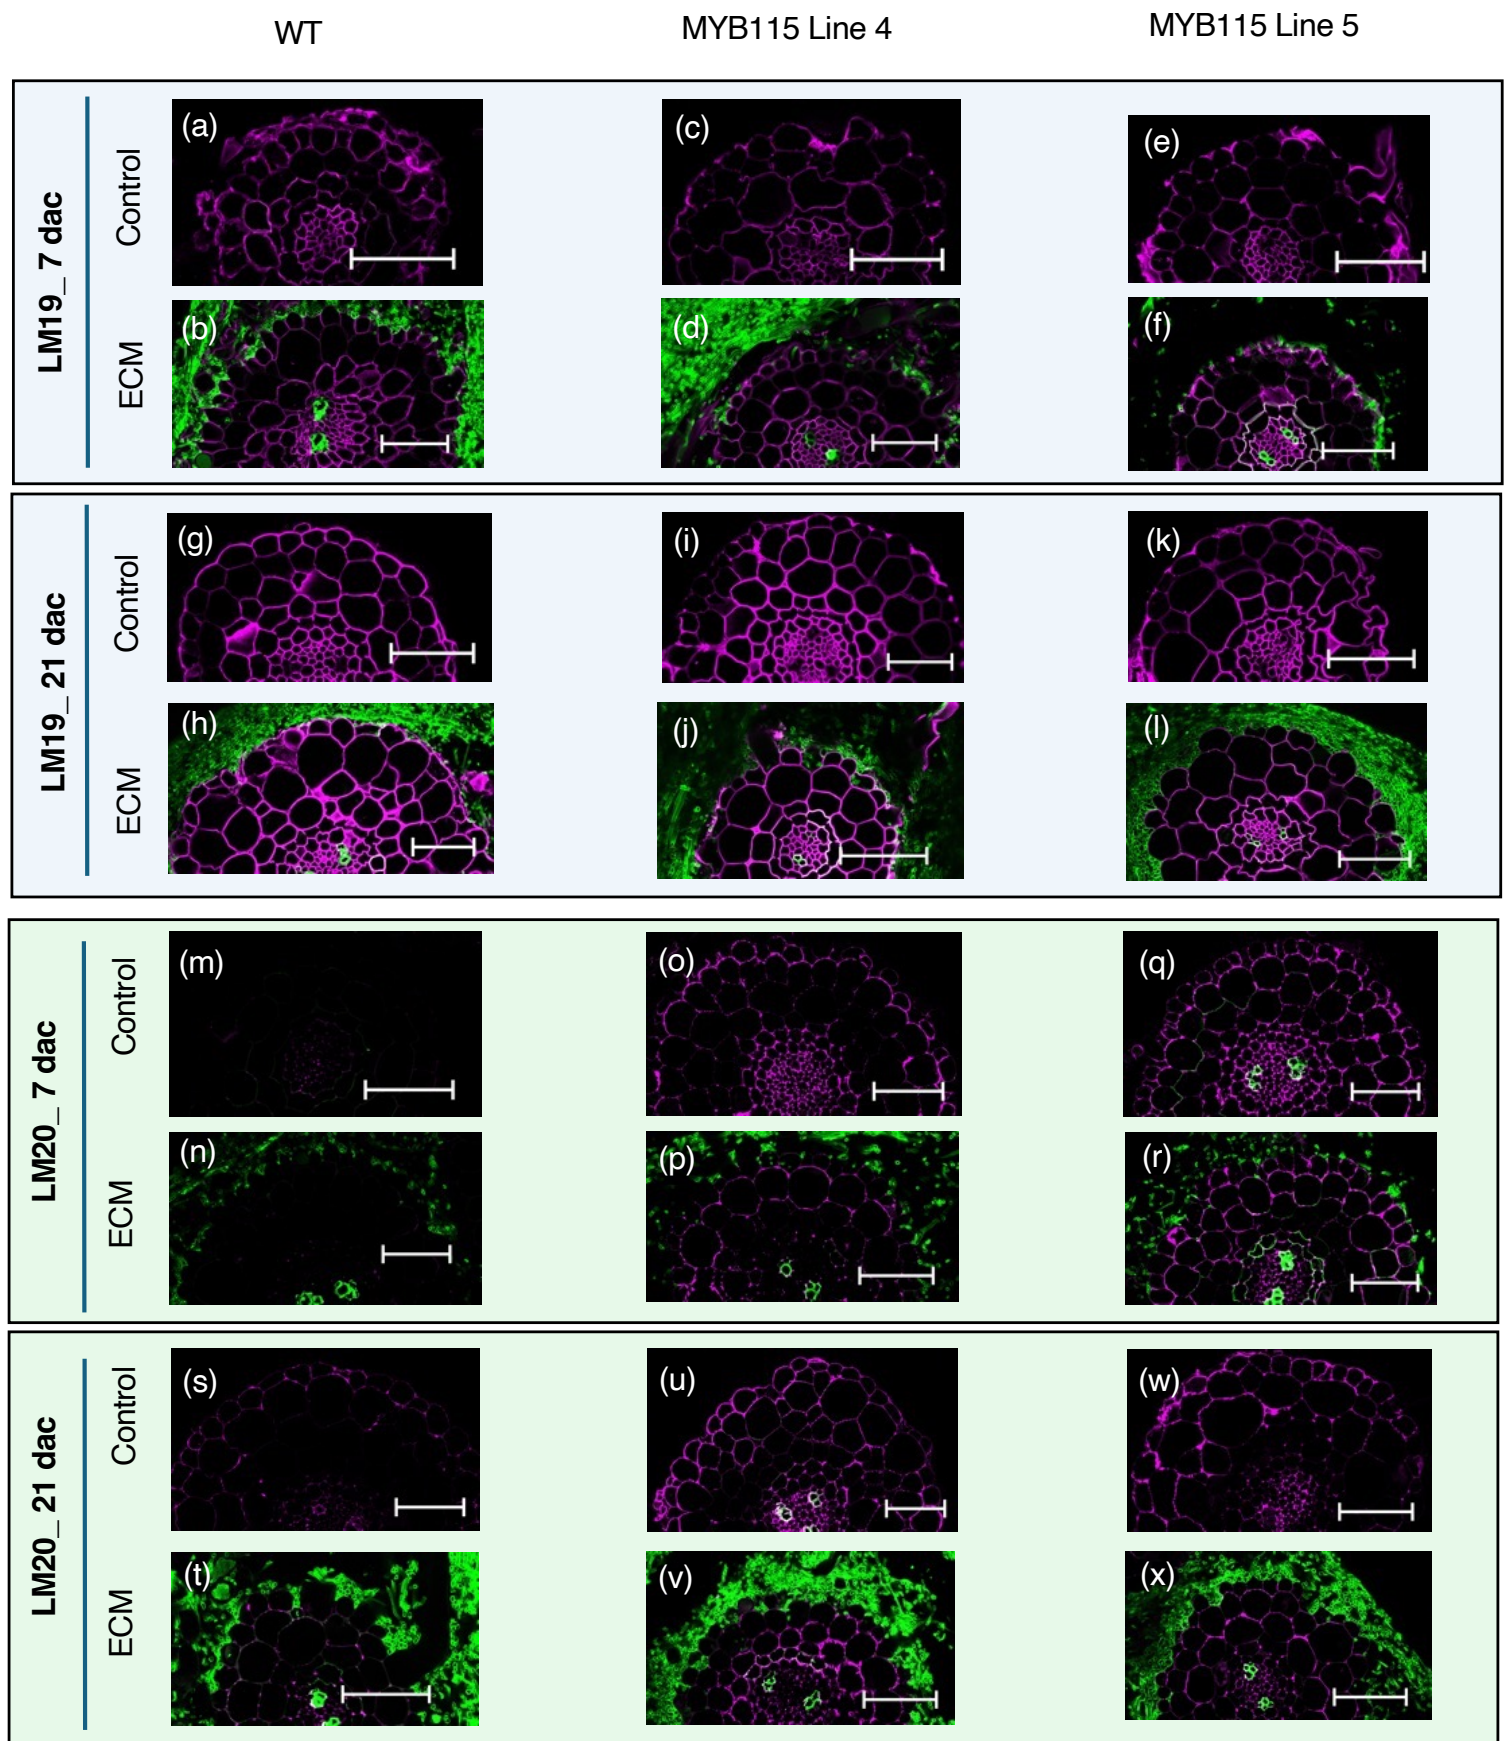 WT MYB115 Line 4 MYB115 Line 5
LM19_ 7 dac
Control
(a) (c) (e)
ECM
(b) (d) (f)
LM19_ 21 dac
Control
(g) (i) (k)
ECM
(h) (j) (l)
LM20_ 7 dac
Control
(m) (o) (q)
ECM
(n) (p) (r)
LM20_ 21 dac
Control
(s) (u) (w)
ECM
(t) (v) (x)